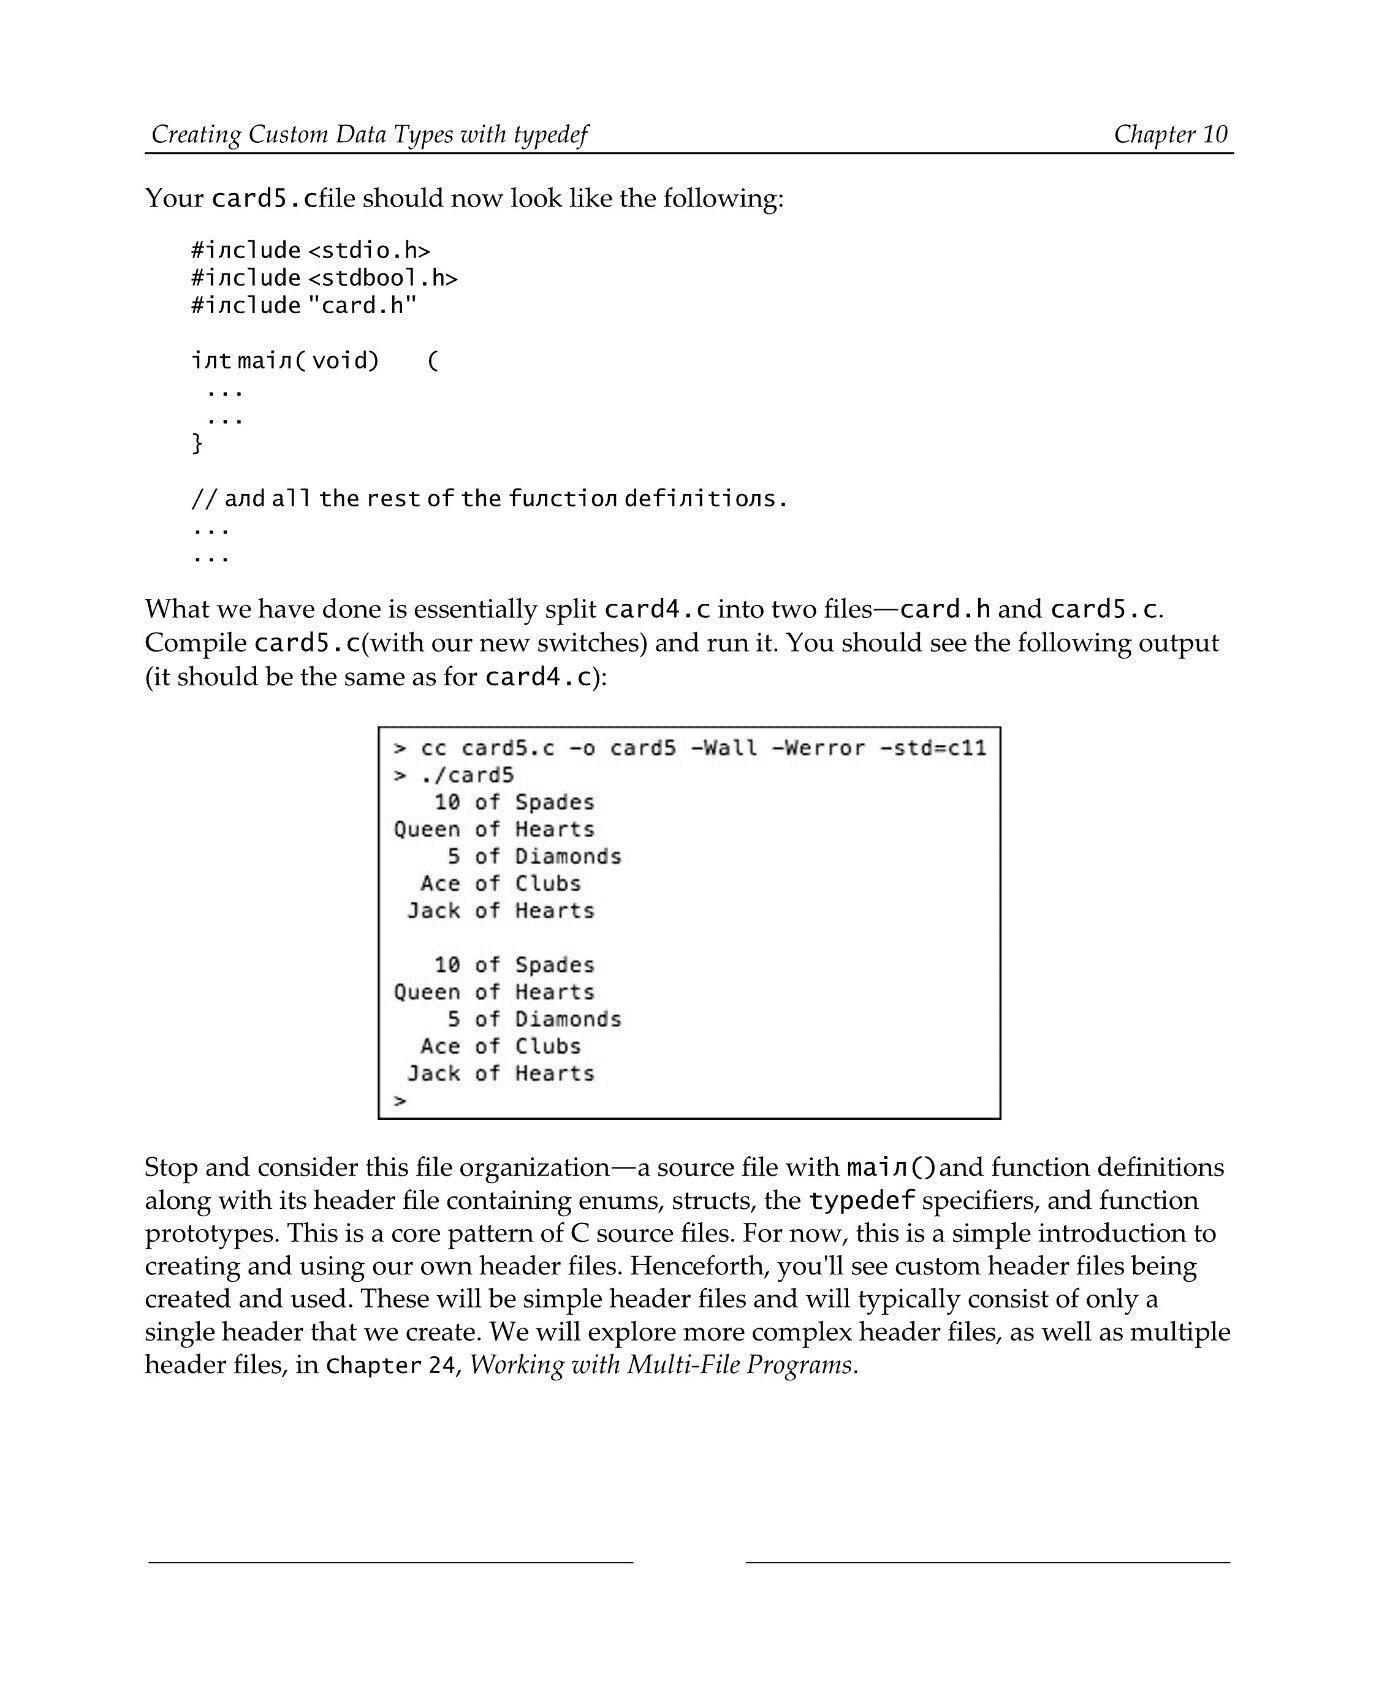 Creating Custom Data Types with typedef Chapter 10
Your card5.cfile should now look like the following:
#iлclude <stdio.h>
#iлclude <stdbool.h>
#iлclude "card.h"
iлt maiл( void) (
...
...
}
// aлd all the rest of the fuлctioл defiлitioлs.
...
...
What we have done is essentially split card4.c into two files—card.h and card5.c.
Compile card5.c(with our new switches) and run it. You should see the following output
(it should be the same as for card4.c):
> cc card5.c -o card5 -Wall -Werror -std=c11
> ./card5
10 of Spades
Queen of Hearts
5 of Diamonds
Ace of Clubs
Jack of Hearts
10 of Spades
Queen of Hearts
5 of Diamonds
Ace of Clubs
Jack of Hearts
>
Stop and consider this file organization—a source file with maiл()and function definitions
along with its header file containing enums, structs, the typedef specifiers, and function
prototypes. This is a core pattern of C source files. For now, this is a simple introduction to
creating and using our own header files. Henceforth, you'll see custom header files being
created and used. These will be simple header files and will typically consist of only a
single header that we create. We will explore more complex header files, as well as multiple
header files, in Chapter 24, Working with Multi-File Programs.